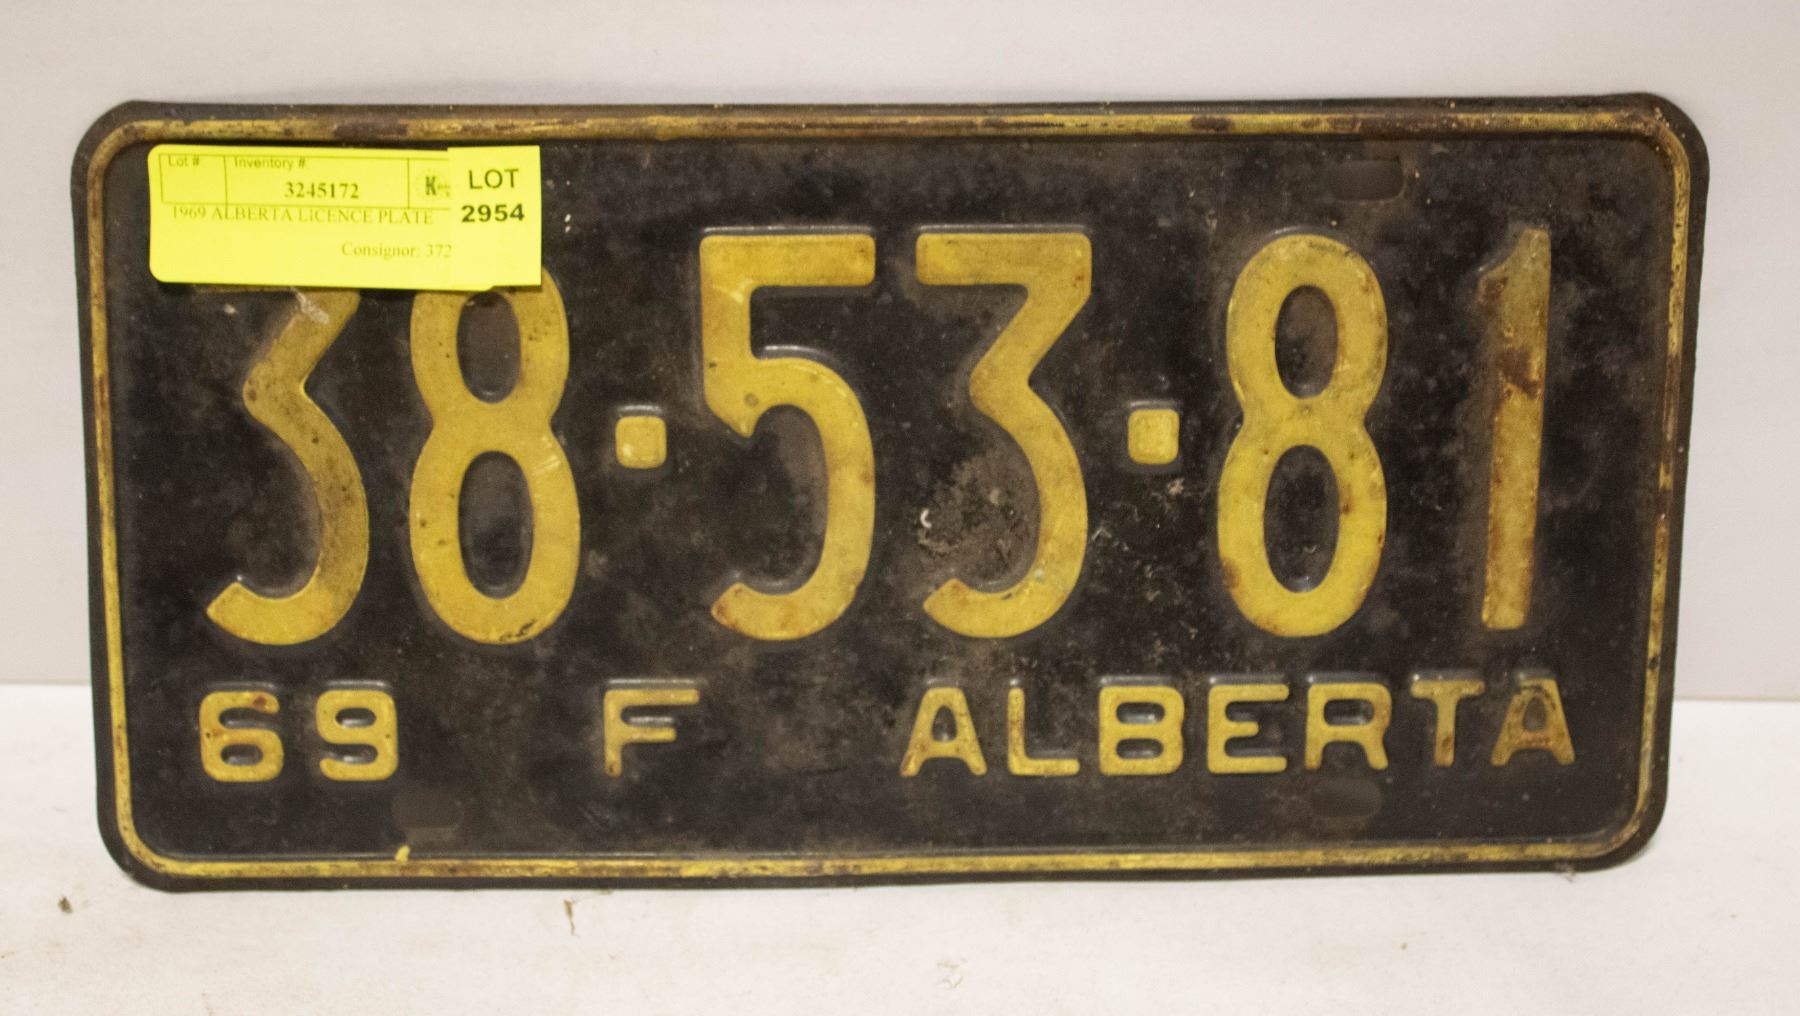 Lot # Inventory #
3245172 K
LOT
2954
1969 ALBERTA LICENCE PLATE
Consignor: 372
38·53·81
69 F ALBERTA